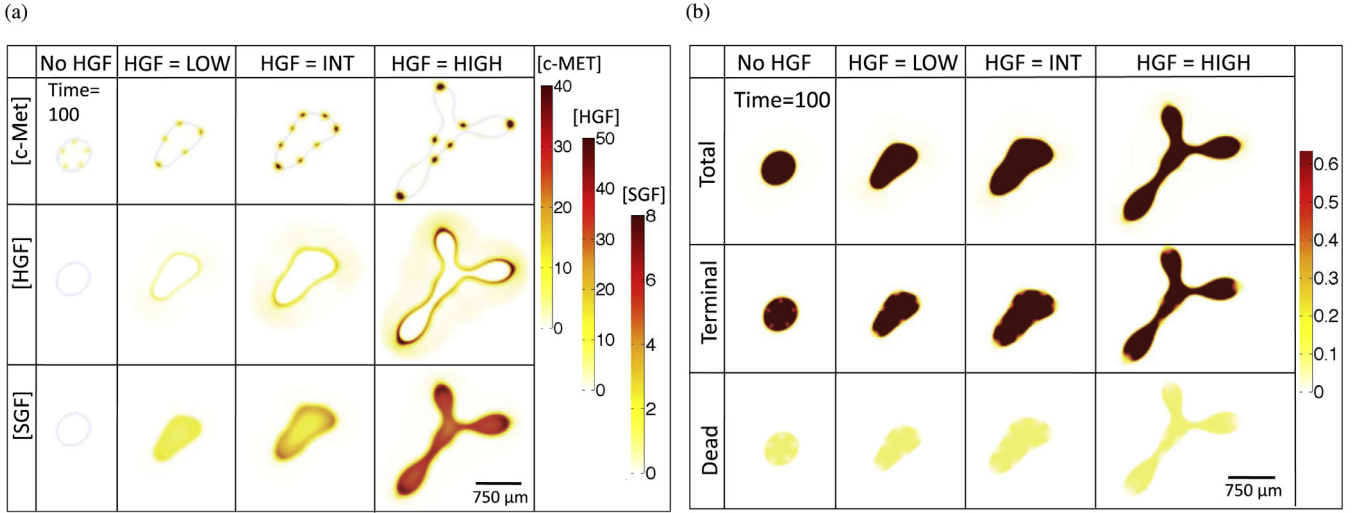 (a)
No HGF HGF = LOW HGF = INT HGF = HIGH [c-MET]
[c-Met] Time=
100
40
30
20
10
0
[HGF]
50
40
30
20
10
0
[SGF]
8
6
4
2
0
[HGF]
[SGF]
750 µm
(b)
No HGF HGF = LOW HGF = INT HGF = HIGH
Total Time=100
Terminal
Dead
0.6
0.5
0.4
0.3
0.2
0.1
0
750 µm